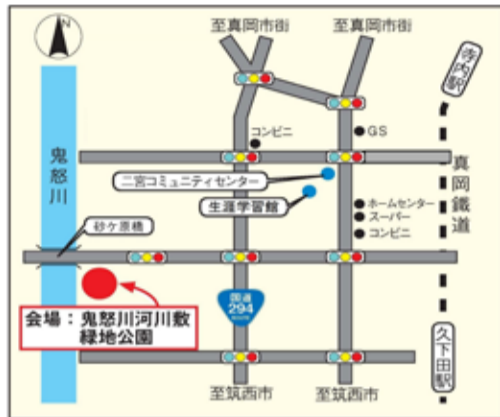 N
至真岡市街
至真岡市街
寺内駅
コンビニ
GS
鬼怒川
二宮コミュニティセンター
真岡鐵道
生涯学習館
ホームセンター
スーパー
コンビニ
砂ケ原橋
国道
294
会場：鬼怒川河川敷
緑地公園
久下田駅
至筑西市
至筑西市